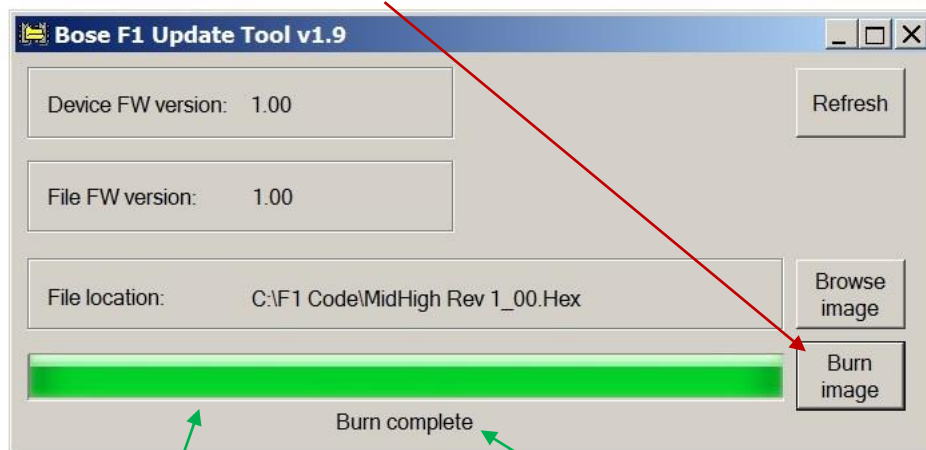 Bose F1 Update Tool v1.9
Device FW version: 1.00
Refresh
File FW version: 1.00
File location: C:\F1 Code\MidHigh Rev 1_00.Hex
Browse
image
Burn
image
Burn complete